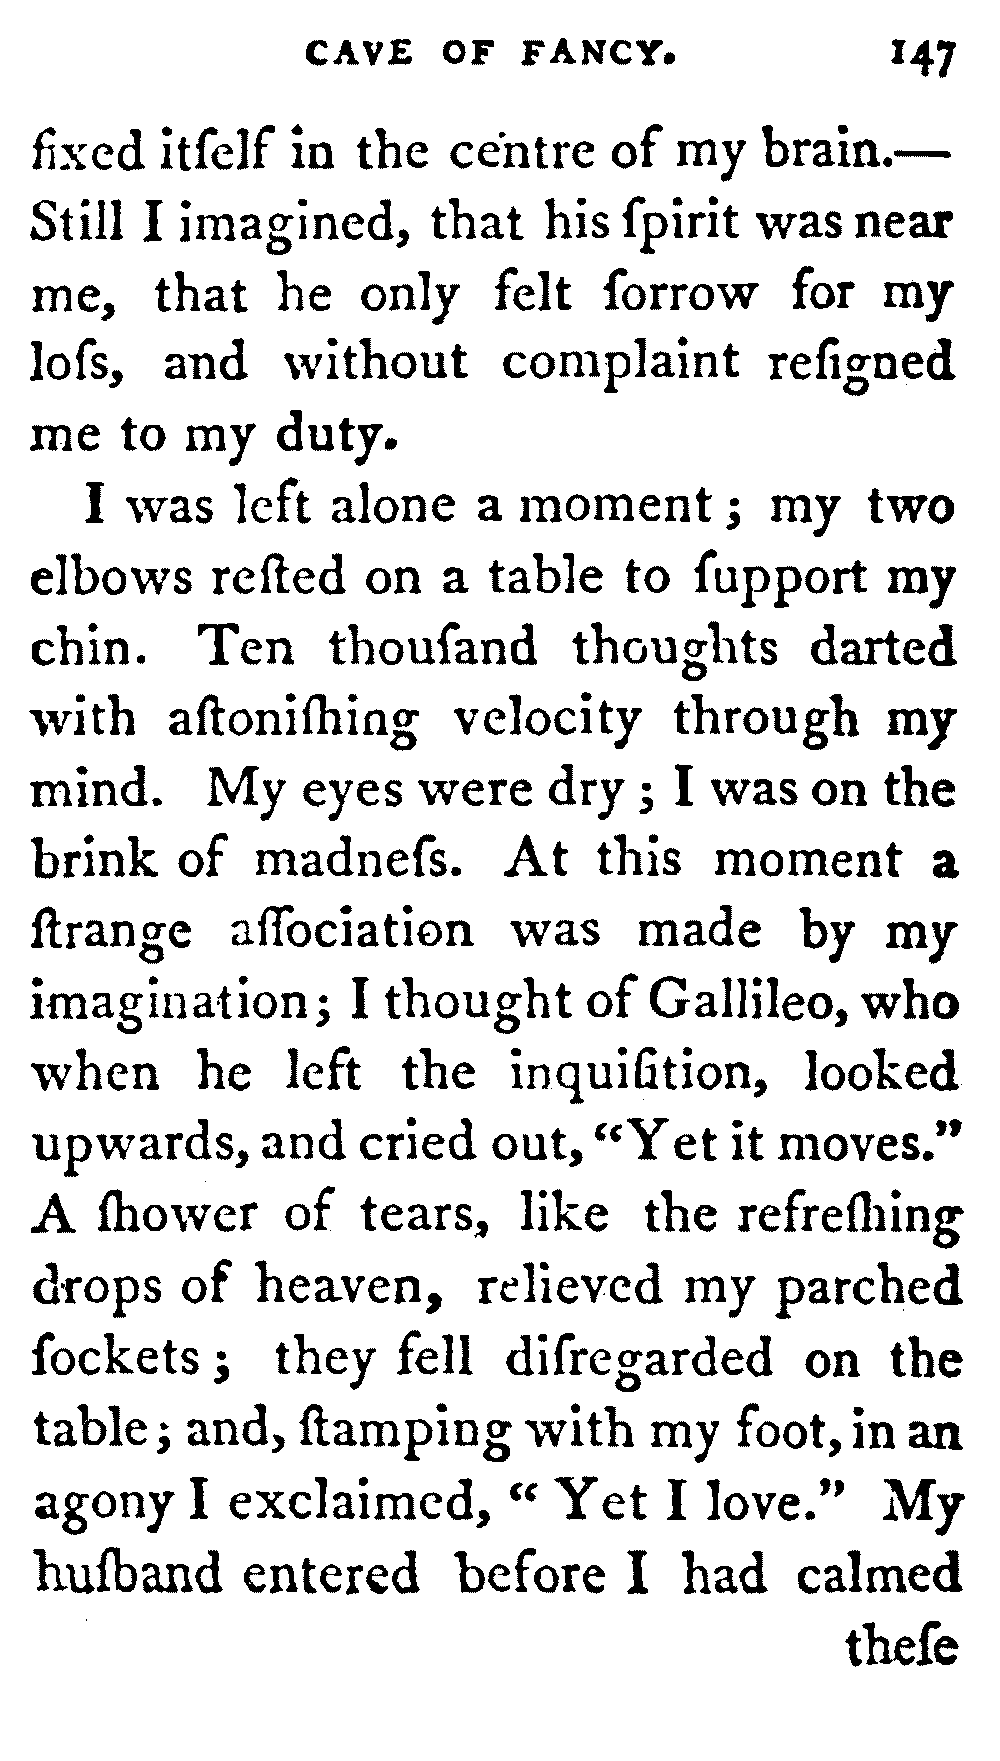 CAVE OF FANCY. 147
fixed itſelf in the centre of my brain.—
Still I imagined, that his ſpirit was near
me, that he only felt ſorrow for my
loſs, and without complaint reſigned
me to my duty.
I was left alone a moment; my two
elbows reſted on a table to ſupport my
chin. Ten thouſand thoughts darted
with aſtoniſhing velocity through my
mind. My eyes were dry; I was on the
brink of madneſs. At this moment a
ſtrange aſſociation was made by my
imagination; I thought of Gallileo, who
when he left the inquiſition, looked
upwards, and cried out, “Yet it moves.”
A ſhower of tears, like the refreſhing
drops of heaven, relieved my parched
ſockets; they fell diſregarded on the
table; and, ſtamping with my foot, in an
agony I exclaimed, “Yet I love.” My
huſband entered before I had calmed
theſe